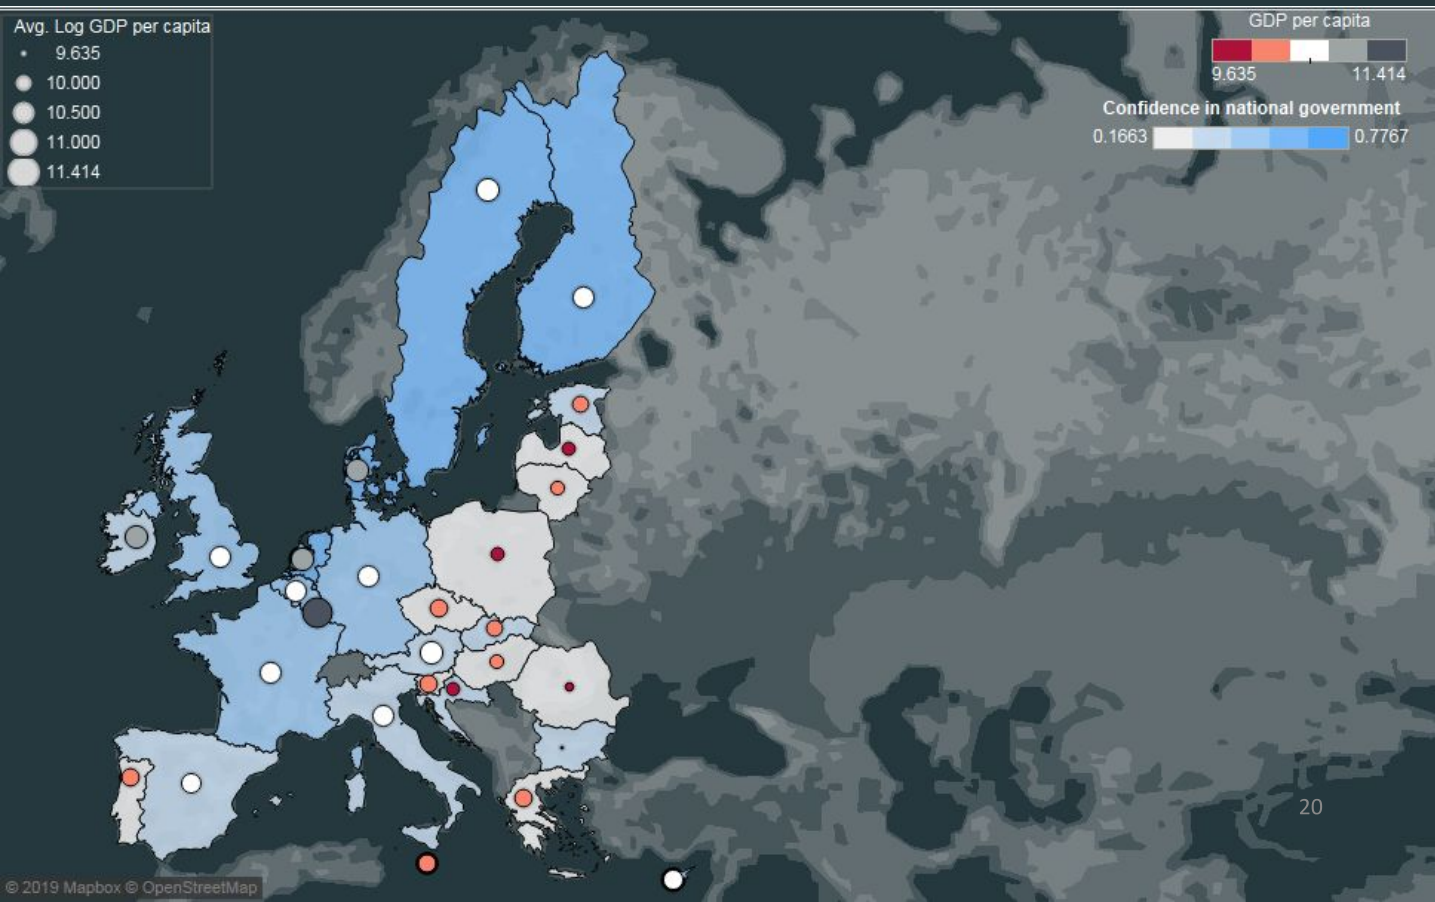 Avg. Log GDP per capita
9.635
10.000
10.500
11.000
11.414
GDP per capita
9.635 11.414
Confidence in national government
0.1663 0.7767
20
© 2019 Mapbox © OpenStreetMap